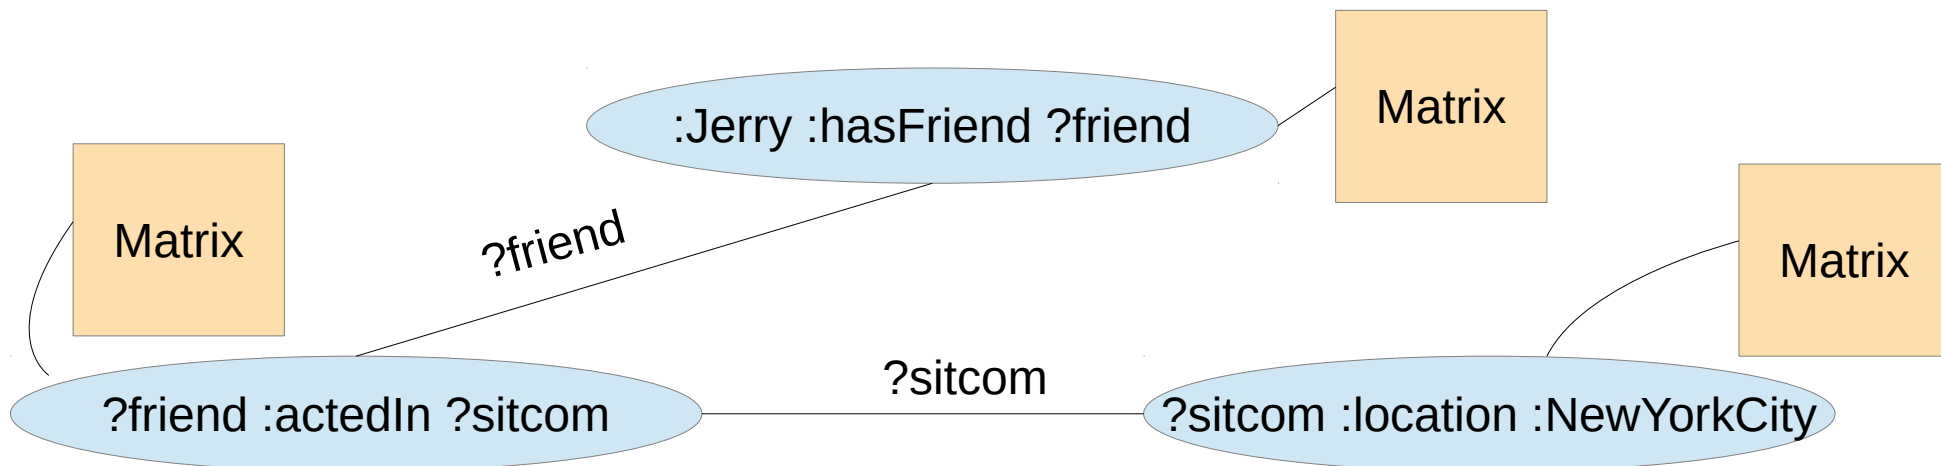 :Jerry :hasFriend ?friend
Matrix
Matrix
?friend
Matrix
?sitcom
?friend :actedIn ?sitcom
?sitcom :location :NewYorkCity